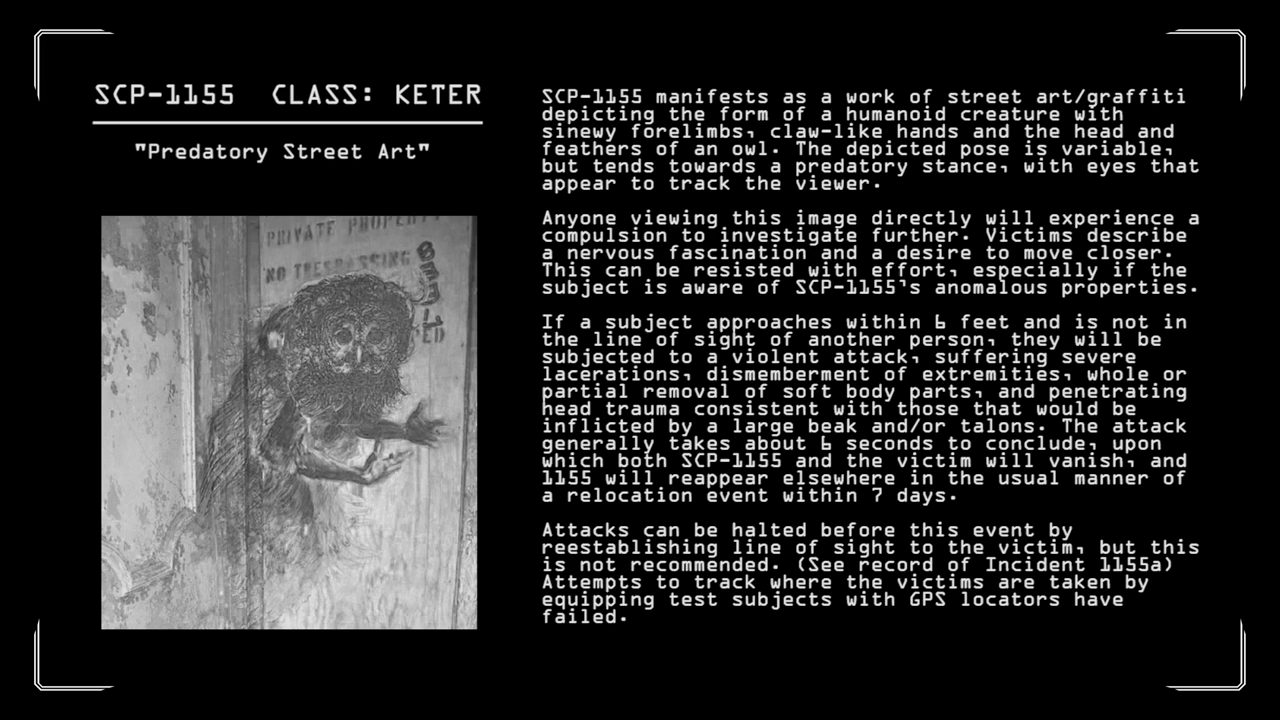 SCP-1155 CLASS: KETER
"Predatory Street Art"
PRIVATE PROPERTY
NO TRESPASSING
SCP-1155 manifests as a work of street art/graffiti
depicting the form of a humanoid creature with
sinewy forelimbs, claw-like hands and the head and
feathers of an owl. The depicted pose is variable,
but tends towards a predatory stance, with eyes that
appear to track the viewer.
Anyone viewing this image directly will experience a
compulsion to investigate further. Victims describe
a nervous fascination and a desire to move closer.
This can be resisted with effort, especially if the
subject is aware of SCP-1155's anomalous properties.
If a subject approaches within 6 feet and is not in
the line of sight of another person, they will be
subjected to a violent attack, suffering severe
lacerations, dismemberment of extremities, whole or
partial removal of soft body parts, and penetrating
head trauma consistent with those that would be
inflicted by a large beak and/or talons. The attack
generally takes about 6 seconds to conclude, upon
which both SCP-1155 and the victim will vanish, and
1155 will reappear elsewhere in the usual manner of
a relocation event within 7 days.
Attacks can be halted before this event by
reestablishing line of sight to the victim, but this
is not recommended. (See record of Incident 1155a)
Attempts to track where the victims are taken by
equipping test subjects with GPS locators have
failed.